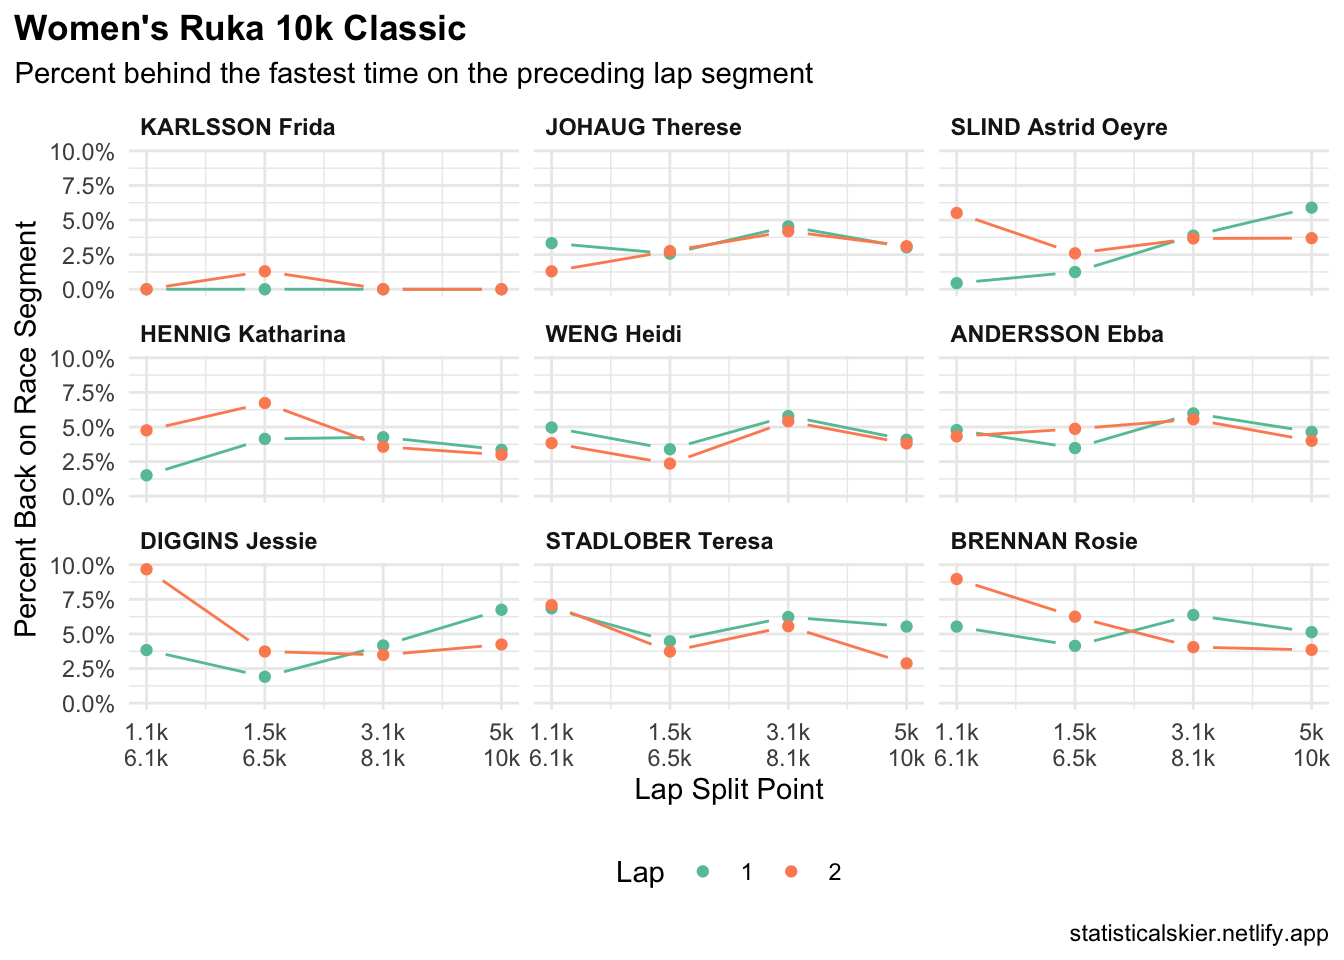 Women's Ruka 10k Classic
Percent behind the fastest time on the preceding lap segment
KARLSSON Frida
JOHAUG Therese
SLIND Astrid Oeyre
10.0%
7.5%
5.0%
2.5%
0.0%
HENNIG Katharina
WENG Heidi
ANDERSSON Ebba
10.0%
7.5%
5.0%
2.5%
0.0%
DIGGINS Jessie
STADLOBER Teresa
BRENNAN Rosie
10.0%
7.5%
5.0%
2.5%
0.0%
Percent Back on Race Segment
1.1k 1.5k 3.1k 5k 1.1k 1.5k 3.1k 5k 1.1k 1.5k 3.1k 5k
6.1k 6.5k 8.1k 10k 6.1k 6.5k 8.1k 10k 6.1k 6.5k 8.1k 10k
Lap Split Point
Lap 1 2
statisticalskier.netlify.app